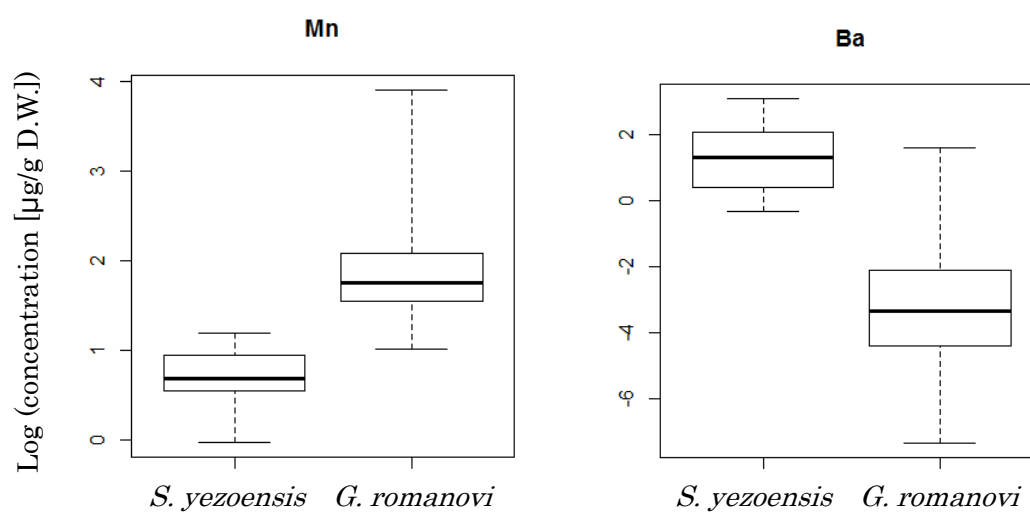 Mn
Log (concentration [µg/g D.W.])
4
3
2
1
0
S. yezoensis G. romanovi
Ba
2
0
-2
-4
-6
S. yezoensis G. romanovi